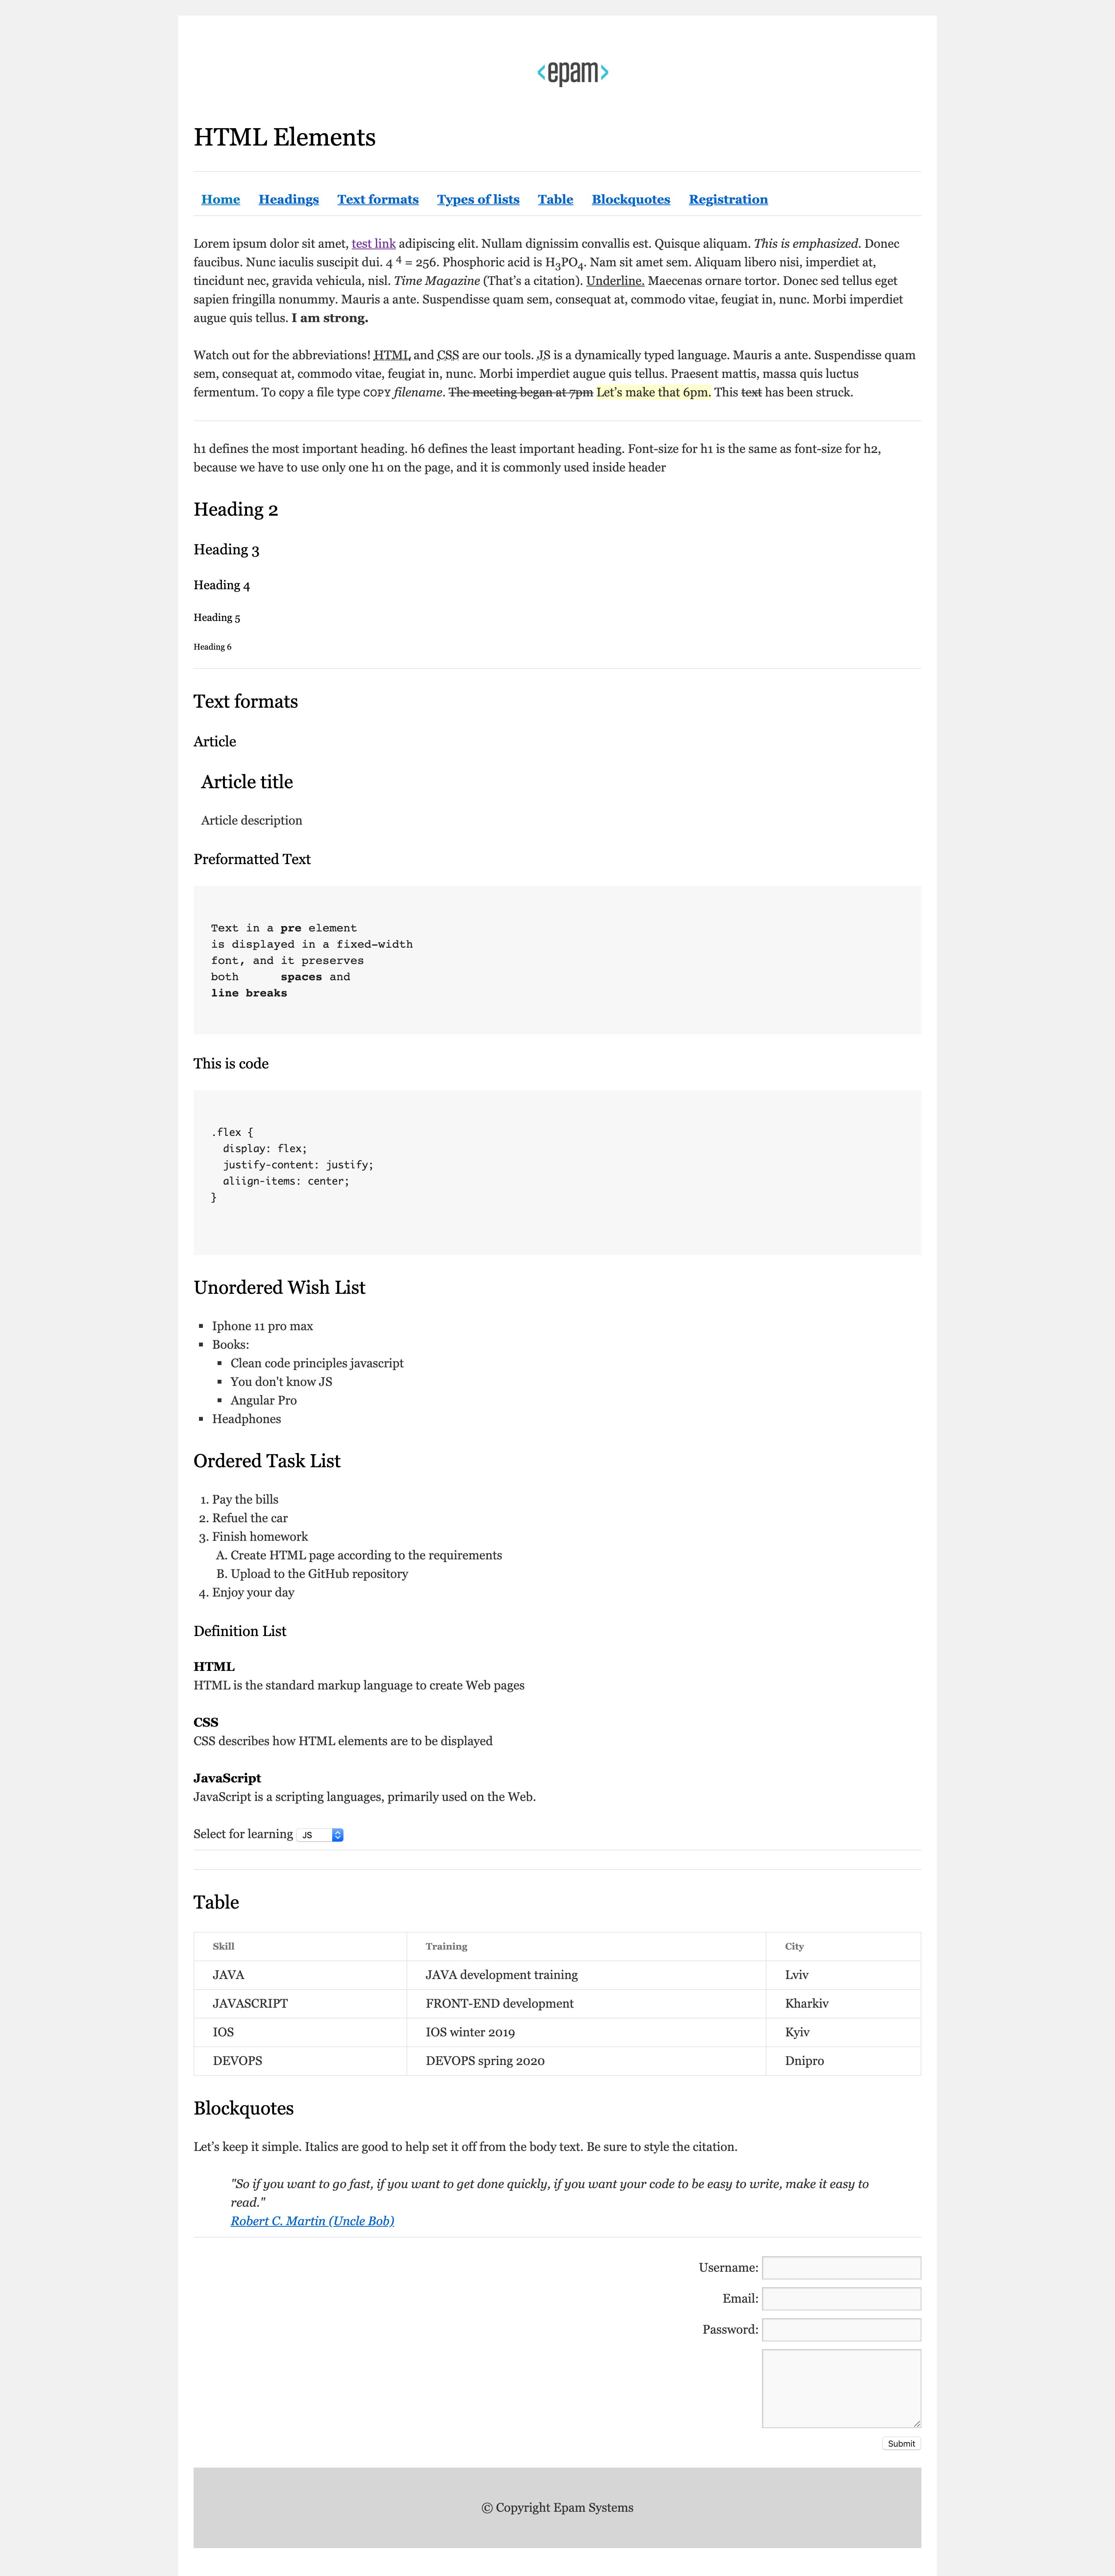 <epam>
HTML Elements
Home Headings Text formats Types of lists Table Blockquotes Registration
Lorem ipsum dolor sit amet, test link adipiscing elit. Nullam dignissim convallis est. Quisque aliquam. This is emphasized. Donec
faucibus. Nunc iaculis suscipit dui. 4 ⁴ = 256. Phosphoric acid is H₃PO₄. Nam sit amet sem. Aliquam libero nisi, imperdiet at,
tincidunt nec, gravida vehicula, nisl. Time Magazine (That’s a citation). Underline. Maecenas ornare tortor. Donec sed tellus eget
sapien fringilla nonummy. Mauris a ante. Suspendisse quam sem, consequat at, commodo vitae, feugiat in, nunc. Morbi imperdiet
augue quis tellus. I am strong.
Watch out for the abbreviations! HTML and CSS are our tools. JS is a dynamically typed language. Mauris a ante. Suspendisse quam
sem, consequat at, commodo vitae, feugiat in, nunc. Morbi imperdiet augue quis tellus. Praesent mattis, massa quis luctus
fermentum. To copy a file type COPY filename. The meeting began at 7pm Let’s make that 6pm. This text has been struck.
h1 defines the most important heading. h6 defines the least important heading. Font-size for h1 is the same as font-size for h2,
because we have to use only one h1 on the page, and it is commonly used inside header
Heading 2
Heading 3
Heading 4
Heading 5
Heading 6
Text formats
Article
Article title
Article description
Preformatted Text
Text in a pre element
is displayed in a fixed-width
font, and it preserves
both      spaces and
line breaks
This is code
.flex {
  display: flex;
  justify-content: justify;
  aliign-items: center;
}
Unordered Wish List
▪ Iphone 11 pro max
▪ Books:
▪ Clean code principles javascript
▪ You don't know JS
▪ Angular Pro
▪ Headphones
Ordered Task List
1. Pay the bills
2. Refuel the car
3. Finish homework
A. Create HTML page according to the requirements
B. Upload to the GitHub repository
4. Enjoy your day
Definition List
HTML
HTML is the standard markup language to create Web pages
CSS
CSS describes how HTML elements are to be displayed
JavaScript
JavaScript is a scripting languages, primarily used on the Web.
Select for learning JS
Table
Skill Training City
JAVA JAVA development training Lviv
JAVASCRIPT FRONT-END development Kharkiv
IOS IOS winter 2019 Kyiv
DEVOPS DEVOPS spring 2020 Dnipro
Blockquotes
Let’s keep it simple. Italics are good to help set it off from the body text. Be sure to style the citation.
"So if you want to go fast, if you want to get done quickly, if you want your code to be easy to write, make it easy to
read."
Robert C. Martin (Uncle Bob)
Username:
Email:
Password:
Submit
© Copyright Epam Systems